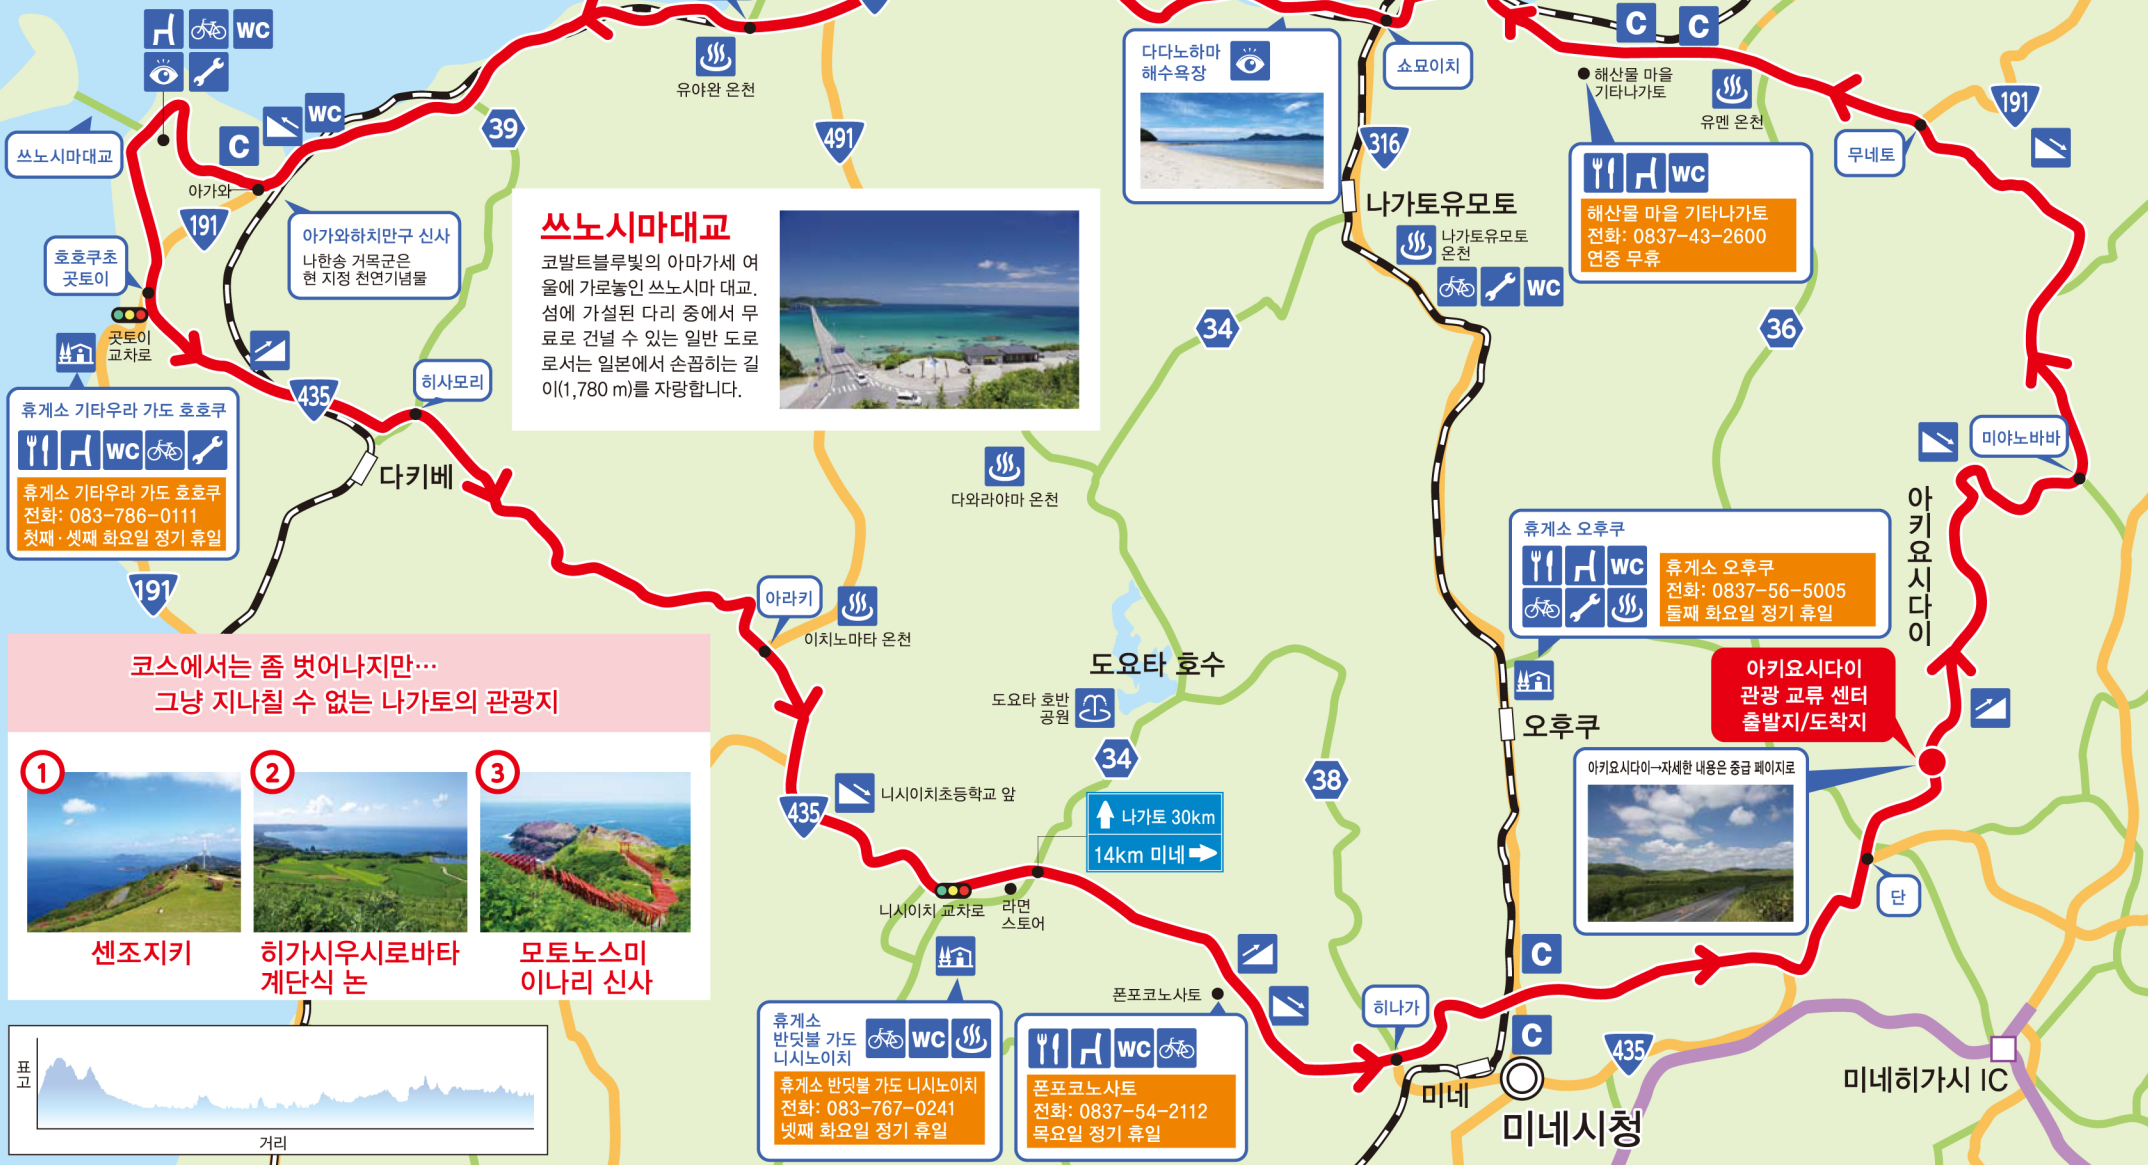 WC
WC
C
쓰노시마대교
아가와
191
39
유야완 온천
491
아가와하치만구 신사
나한송 거목군은
현 지정 천연기념물
호호쿠초
곳토이
곳토이
교차로
쓰노시마대교
코발트블루빛의 아마가세 여
울에 가로놓인 쓰노시마 대교.
섬에 가설된 다리 중에서 무
료로 건널 수 있는 일반 도로
로서는 일본에서 손꼽히는 길
이(1,780 m)를 자랑합니다.
다다노하마
해수욕장
쇼묘이치
316
나가토유모토
나가토유모토
온천
WC
C
C
해산물 마을
기타나가토
유멘 온천
191
무네토
WC
해산물 마을 기타나가토
전화: 0837-43-2600
연중 무휴
34
36
435
히사모리
다키베
휴게소 기타우라 가도 호호쿠
WC
휴게소 기타우라 가도 호호쿠
전화: 083-786-0111
첫째·셋째 화요일 정기 휴일
191
다와라야마 온천
미야노바바
아키요시다이
휴게소 오후쿠
WC
휴게소 오후쿠
전화: 0837-56-5005
둘째 화요일 정기 휴일
아라키
이치노마타 온천
도요타 호수
도요타 호반
공원
오후쿠
아키요시다이
관광 교류 센터
출발지/도착지
코스에서는 좀 벗어나지만…
그냥 지나칠 수 없는 나가토의 관광지
1
2
3
센조지키
히가시우시로바타
계단식 논
모토노스미
이나리 신사
34
38
아키요시다이→자세한 내용은 중급 페이지로
435
니시이치초등학교 앞
나가토 30km
14km 미네
니시이치 교차로
라면
스토어
단
C
폰포코노사토
히나가
C
휴게소
반딧불 가도
니시노이치
WC
휴게소 반딧불 가도 니시노이치
전화: 083-767-0241
넷째 화요일 정기 휴일
WC
폰포코노사토
전화: 0837-54-2112
목요일 정기 휴일
미네
미네시청
435
미네히가시 IC
표고
거리